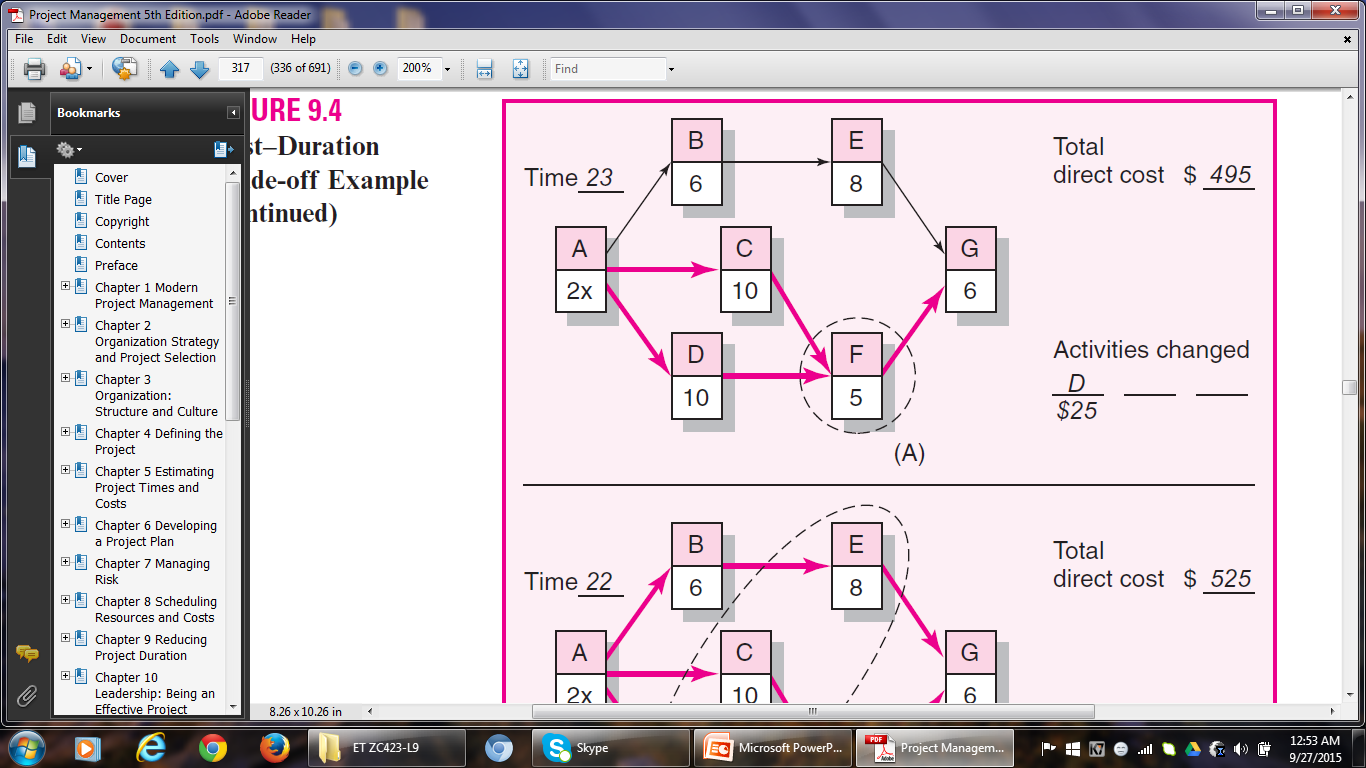 Project Management 5th Edition.pdf - Adobe Reader
File Edit View Document Tools Window Help
317 (336 of 691) 200% Find
Bookmarks
Cover
Title Page
Copyright
Contents
Preface
Chapter 1 Modern
Project Management
Chapter 2
Organization Strategy
and Project Selection
Chapter 3
Organization:
Structure and Culture
Chapter 4 Defining the
Project
Chapter 5 Estimating
Project Times and
Costs
Chapter 6 Developing
a Project Plan
Chapter 7 Managing
Risk
Chapter 8 Scheduling
Resources and Costs
Chapter 9 Reducing
Project Duration
Chapter 10
Leadership: Being an
Effective Project
URE 9.4
st–Duration
de-off Example
ntinued)
Time 23
B
6
E
8
Total
direct cost $ 495
A
2x
C
10
G
6
D
10
F
5
Activities changed
D
$25
(A)
Time 22
B
6
E
8
Total
direct cost $ 525
A
2x
C
10
G
6
8.26 x 10.26 in
ET ZC423-L9
Skype
Microsoft PowerP...
PDF
Adobe
Project Managem...
12:53 AM
9/27/2015